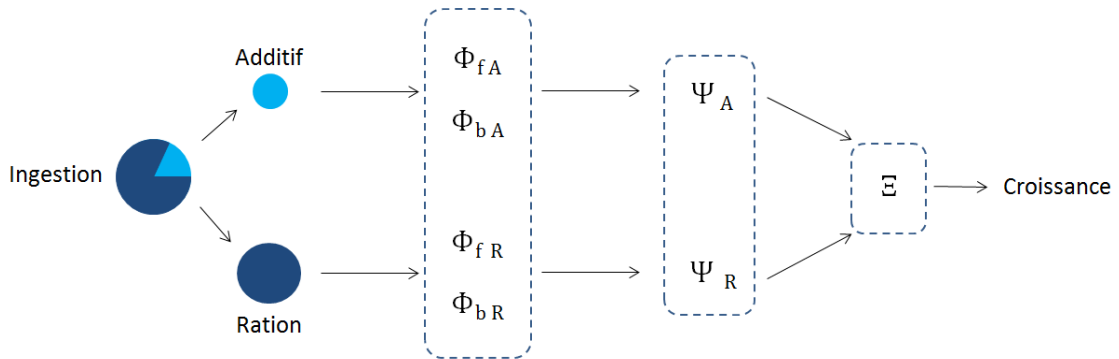 Additif
Φf A
Φb A
Ψ A
Ingestion
Ξ
Croissance
Φf R
Φb R
Ψ R
Ration